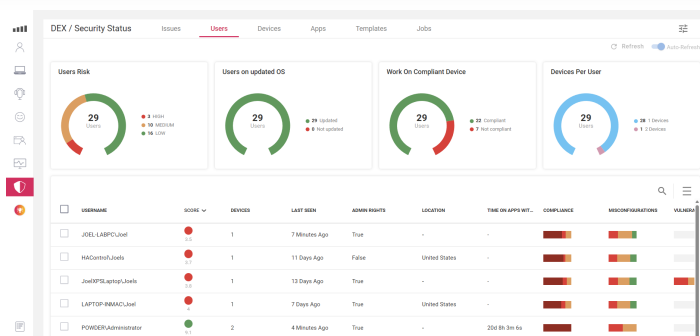 DEX / Security Status Issues Users Devices Apps Templates Jobs
Refresh Auto-Refresh
Users Risk
29
Users
3 HIGH
10 MEDIUM
16 LOW
Users on updated OS
29
Users
29 Updated
0 Not updated
Work On Compliant Device
29
Users
22 Compliant
7 Not compliant
Devices Per User
29
Users
28 1 Devices
1 2 Devices
USERNAME SCORE DEVICES LAST SEEN ADMIN RIGHTS LOCATION TIME ON APPS WIT... COMPLIANCE MISCONFIGURATIONS VULNERA
JOEL-LABPC\Joel 1 7 Minutes Ago True - -
HAControl\Joels 1 11 Days Ago False United States -
JoelXPSLaptop\Joels 1 13 Days Ago True - -
LAPTOP-INMAC\Joel 4 1 7 Days Ago True United States -
POWDER\Administrator 2 4 Minutes Ago True - 20d 8h 3m 6s